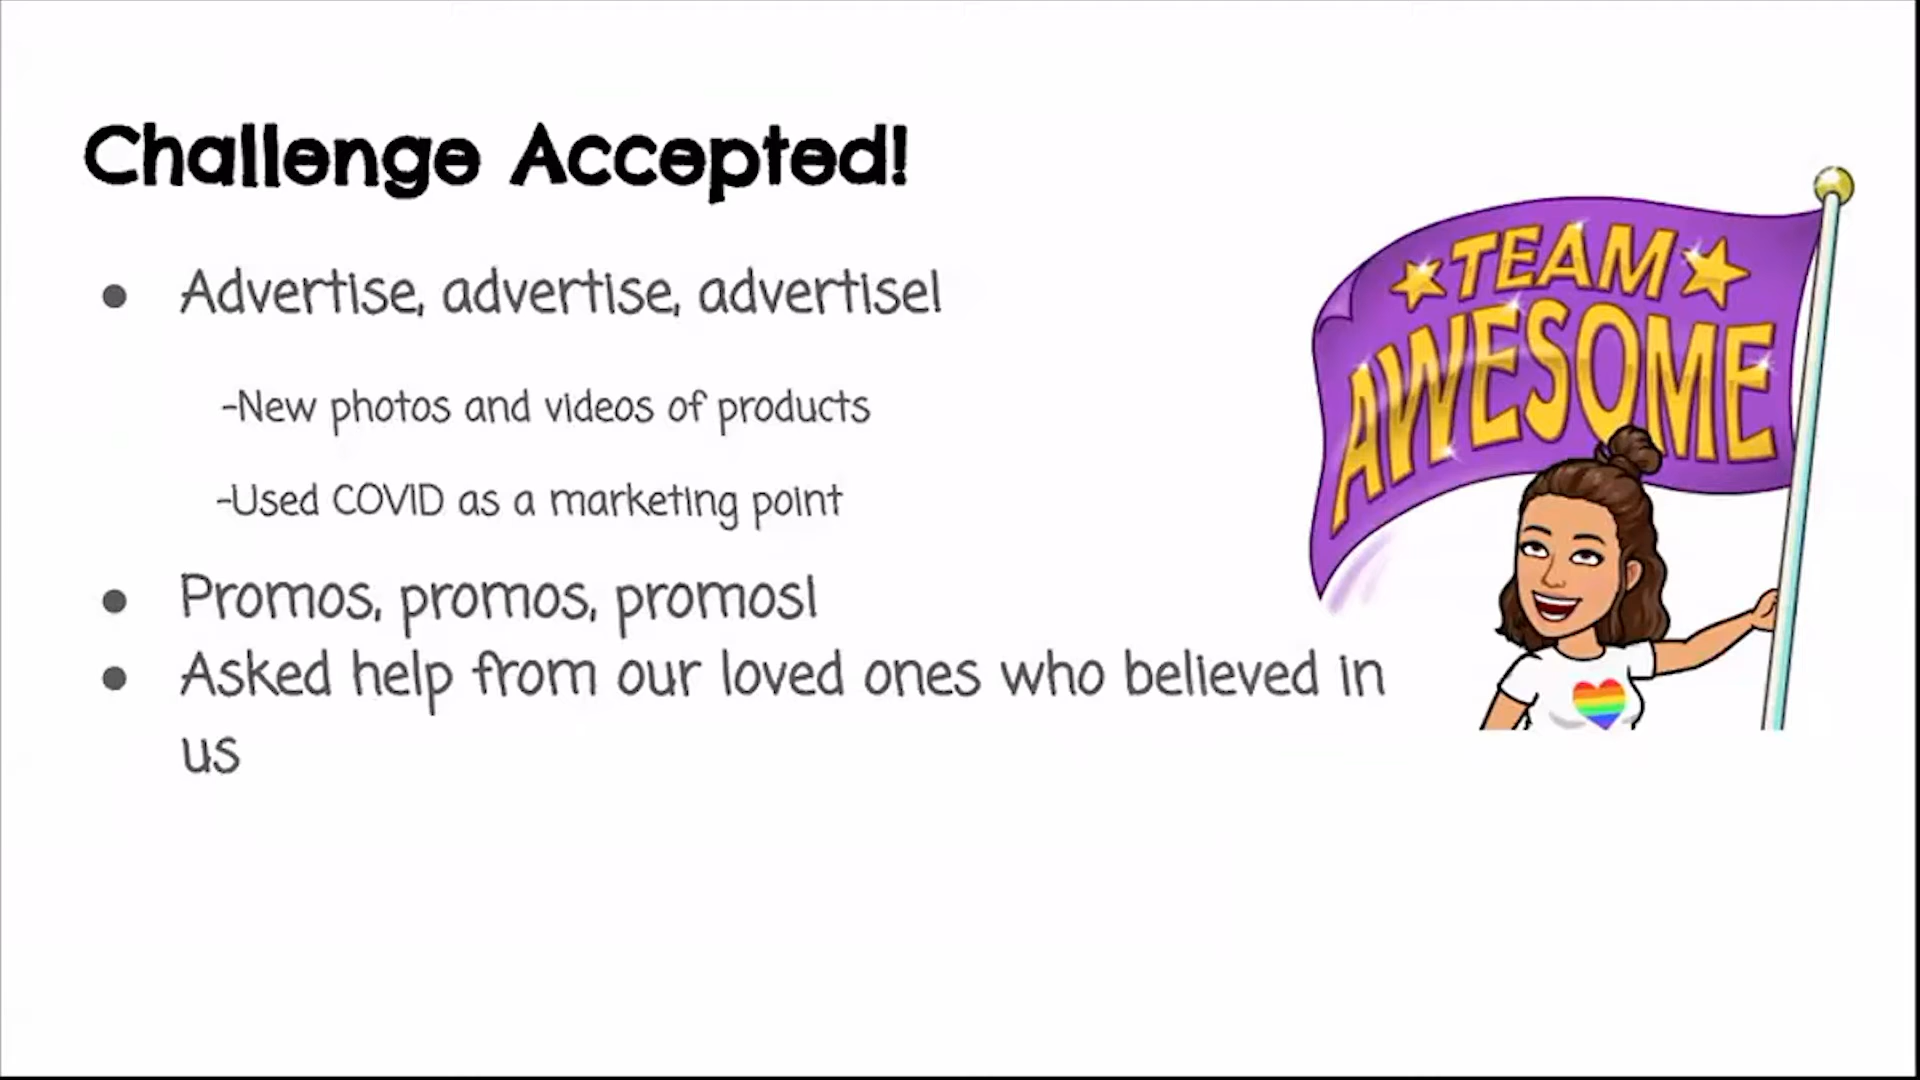 Challenge Accepted!
● Advertise, advertise, advertise!
-New photos and videos of products
-Used COVID as a marketing point
● Promos, promos, promos!
● Asked help from our loved ones who believed in
us
TEAM
AWESOME